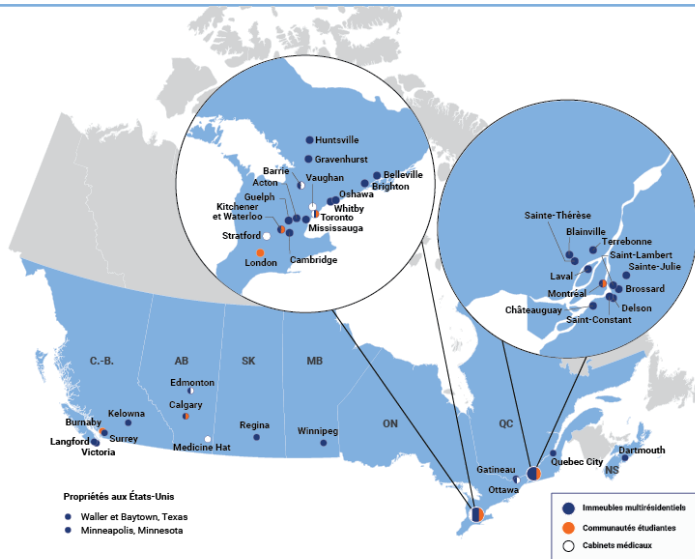 Huntsville
Gravenhurst
Barrie
Vaughan
Belleville
Acton
Brighton
Guelph
Oshawa
Kitchener
et Waterloo
Whitby
Toronto
Mississauga
Stratford
London
Cambridge
Sainte-Thérèse
Blainville
Terrebonne
Saint-Lambert
Sainte-Julie
Laval
Montréal
Brossard
Châteauguay
Delson
Saint-Constant
C.-B.
AB
SK
MB
ON
QC
NS
Edmonton
Calgary
Kelowna
Burnaby
Surrey
Langford
Victoria
Medicine Hat
Regina
Winnipeg
Gatineau
Ottawa
Quebec City
Dartmouth
Propriétés aux États-Unis
Waller et Baytown, Texas
Minneapolis, Minnesota
Immeubles multirésidentiels
Communautés étudiantes
Cabinets médicaux